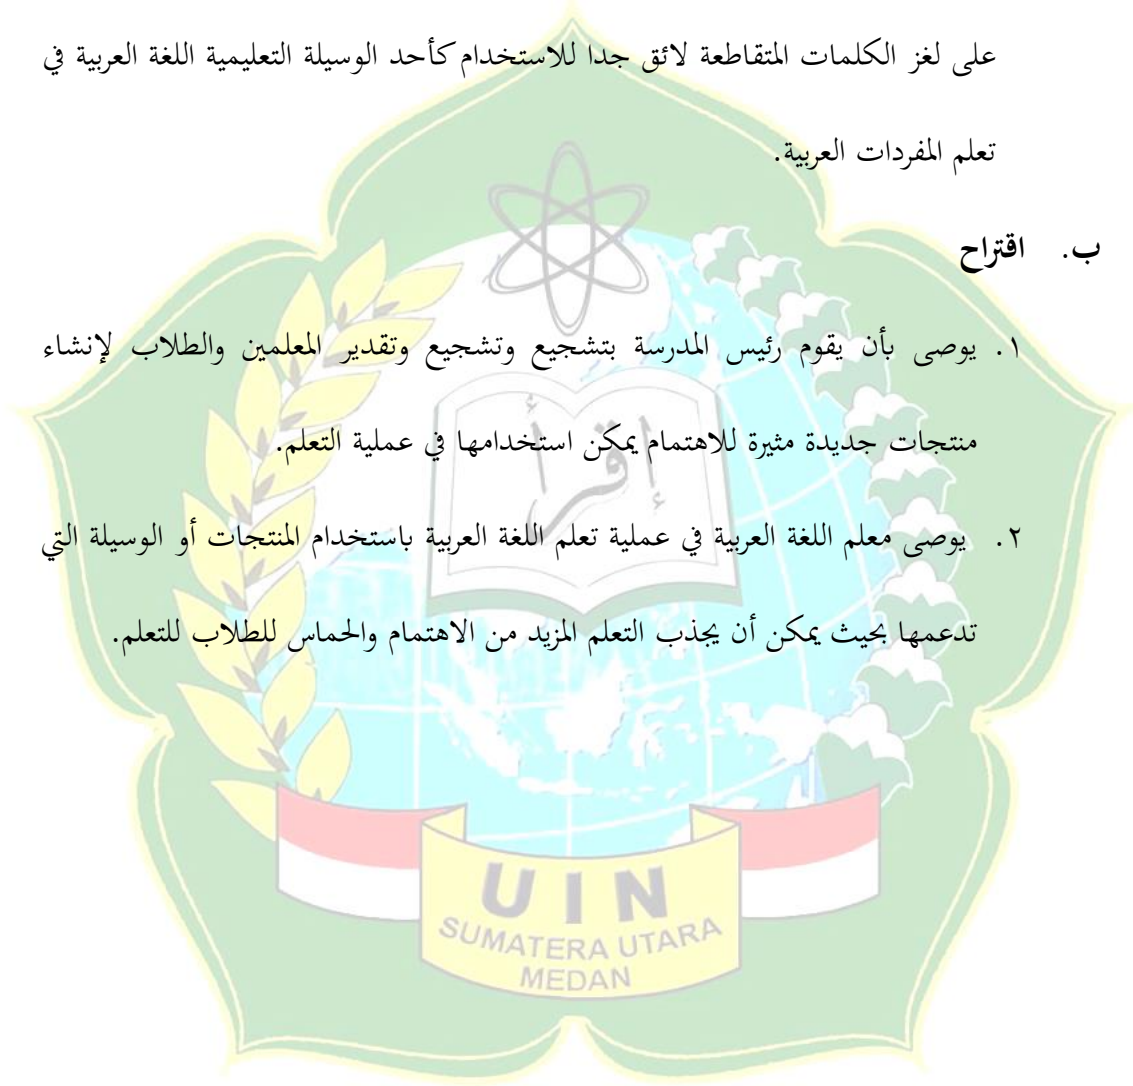 على لغز الكلمات المتقاطعة لائق جدا للاستخدام كأحد الوسيلة التعليمية اللغة العربية في
تعلم المفردات العربية.
ب. اقتراح
١. يوصى بأن يقوم رئيس المدرسة بتشجيع وتشجيع وتقدير المعلمين والطلاب لإنشاء
منتجات جديدة مثيرة للاهتمام يمكن استخدامها في عملية التعلم.
إقرأ
٢. يوصى معلم اللغة العربية في عملية تعلم اللغة العربية باستخدام المنتجات أو الوسيلة التي
تدعمها بحيث يمكن أن يجذب التعلم المزيد من الاهتمام والحماس للطلاب للتعلم.
UIN
SUMATERA UTARA
MEDAN